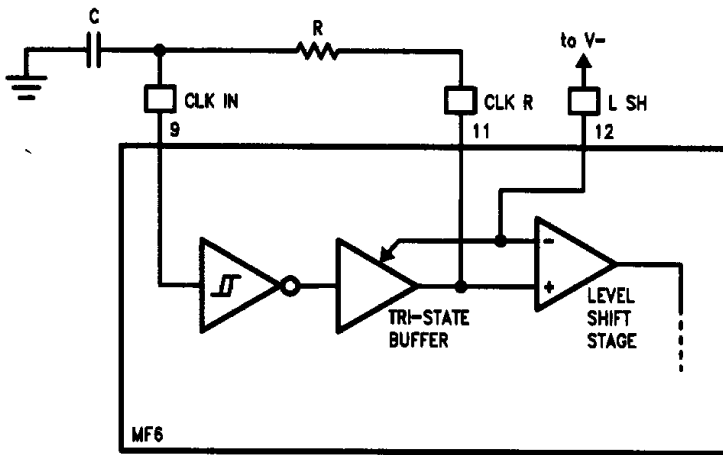 C
R
to V-
CLK IN
CLK R
L SH
9
11
12
-
+
TRI-STATE
BUFFER
LEVEL
SHIFT
STAGE
MF6